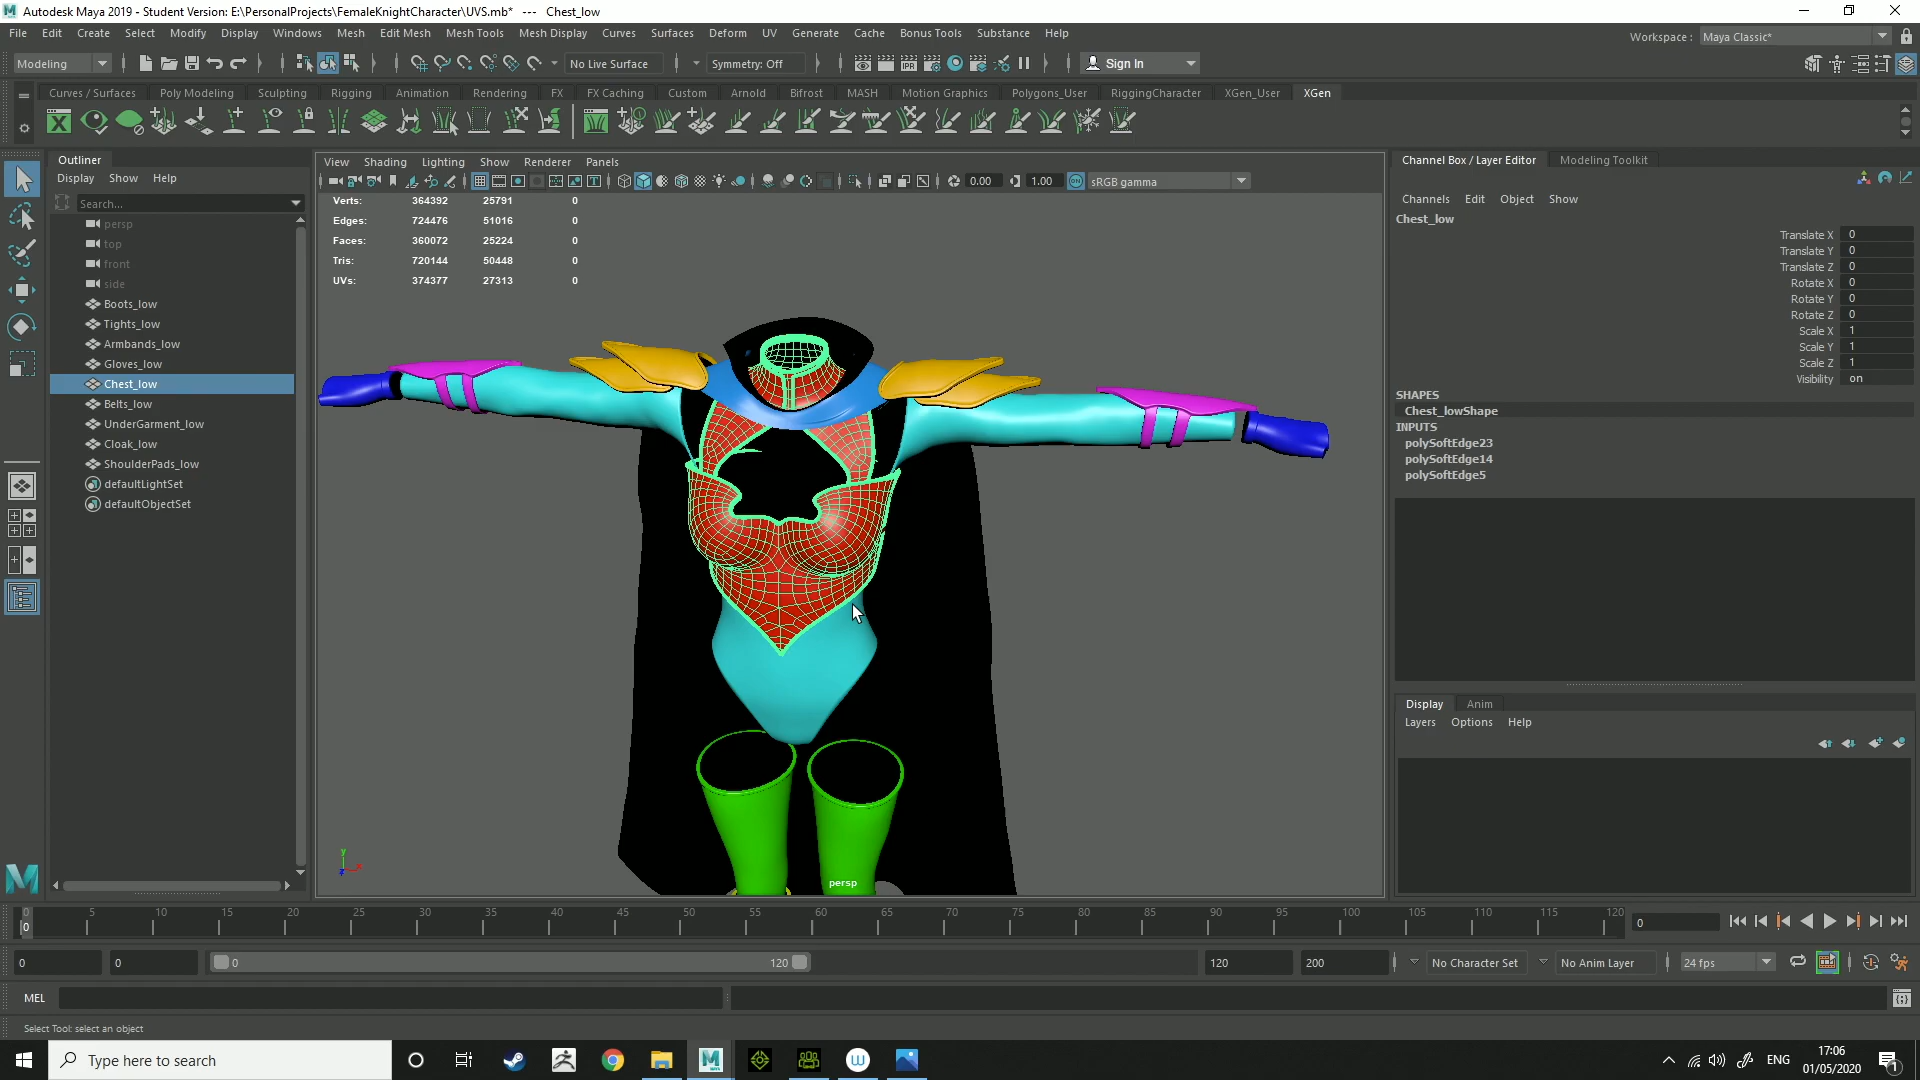 Autodesk Maya 2019 - Student Version: E:\PersonalProjects\FemaleKnightCharacter\UVS.mb* --- Chest_low
File Edit Create Select Modify Display Windows Mesh Edit Mesh Mesh Tools Mesh Display Curves Surfaces Deform UV Generate Cache Bonus Tools Substance Help
Workspace : Maya Classic*
Modeling No Live Surface Symmetry: Off Sign In
Curves / Surfaces Poly Modeling Sculpting Rigging Animation Rendering FX FX Caching Custom Arnold Bifrost MASH Motion Graphics Polygons_User RiggingCharacter XGen_User XGen
Outliner
Display Show Help
Search...
persp
top
front
side
Boots_low
Tights_low
Armbands_low
Gloves_low
Chest_low
Belts_low
UnderGarment_low
Cloak_low
ShoulderPads_low
defaultLightSet
defaultObjectSet
View Shading Lighting Show Renderer Panels
0.00 1.00 sRGB gamma
Verts: 364392 25791 0
Edges: 724476 51016 0
Faces: 360072 25224 0
Tris: 720144 50448 0
UVs: 374377 27313 0
y
x
z
persp
Channel Box / Layer Editor Modeling Toolkit
Channels Edit Object Show
Chest_low
Translate X 0
Translate Y 0
Translate Z 0
Rotate X 0
Rotate Y 0
Rotate Z 0
Scale X 1
Scale Y 1
Scale Z 1
Visibility on
SHAPES
Chest_lowShape
INPUTS
polySoftEdge23
polySoftEdge14
polySoftEdge5
Display Anim
Layers Options Help
0 5 10 15 20 25 30 35 40 45 50 55 60 65 70 75 80 85 90 95 100 105 110 115 120
0 0
0 0 0 120 120 200 No Character Set No Anim Layer 24 fps
MEL
Select Tool: select an object
Type here to search
ENG
17:06
01/05/2020
1